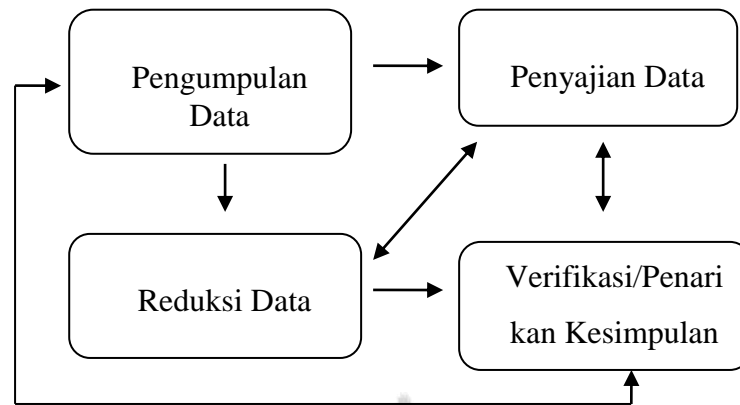 Pengumpulan
Data
Penyajian Data
Reduksi Data
Verifikasi/Penari
kan Kesimpulan